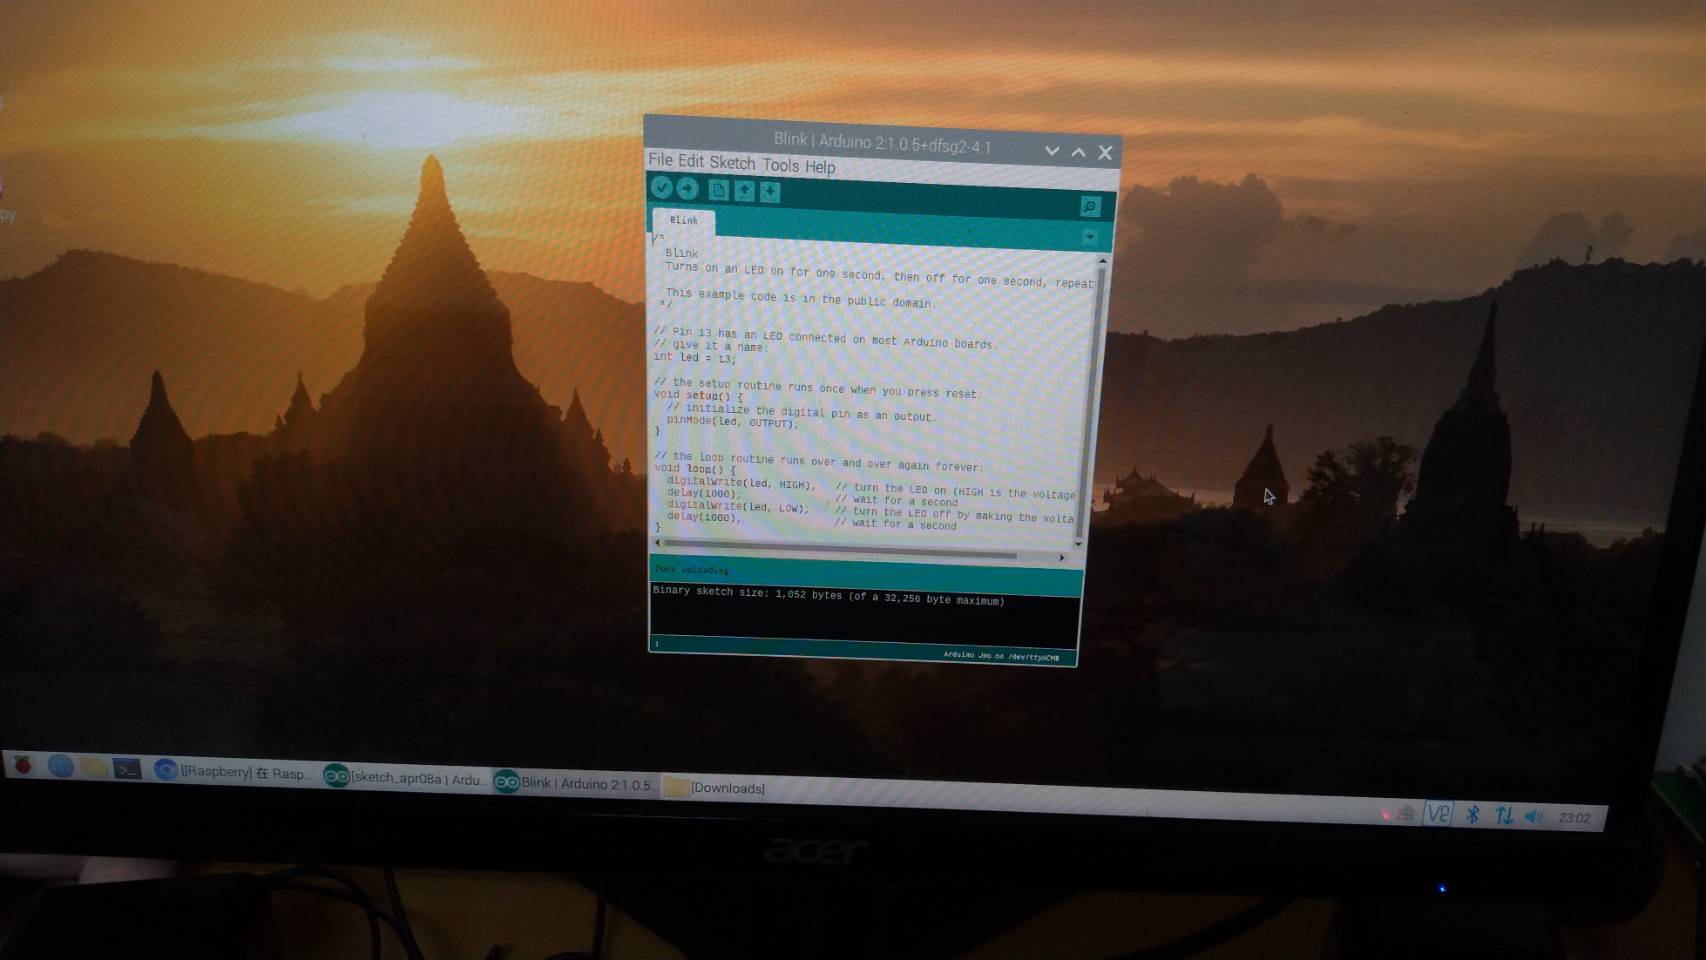 py
Blink | Arduino 2:1.0.5+dfsg2-4.1
File Edit Sketch Tools Help
Blink
/*
Blink
Turns on an LED on for one second, then off for one second, repeat
This example code is in the public domain.
*/
// Pin 13 has an LED connected on most Arduino boards.
// give it a name:
int led = 13;
// the setup routine runs once when you press reset:
void setup() {
// initialize the digital pin as an output.
pinMode(led, OUTPUT);
}
// the loop routine runs over and over again forever:
void loop() {
digitalWrite(led, HIGH);   // turn the LED on (HIGH is the voltage
delay(1000);               // wait for a second
digitalWrite(led, LOW);    // turn the LED off by making the volta
delay(1000);               // wait for a second
}
Done uploading.
Binary sketch size: 1,052 bytes (of a 32,256 byte maximum)
1
Arduino Uno on /dev/ttyACM0
[[Raspberry] 在 Rasp...
[sketch_apr08a | Ardu...
Blink | Arduino 2:1.0.5...
[Downloads]
23:02
acer